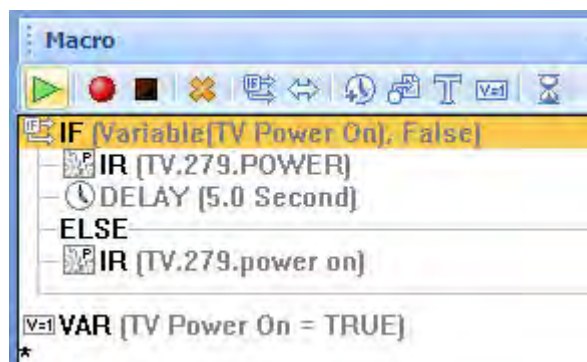 Macro
IF (Variable(TV Power On), False)
IR (TV.279.POWER)
DELAY (5.0 Second)
ELSE
IR (TV.279.power on)
VAR (TV Power On = TRUE)
*